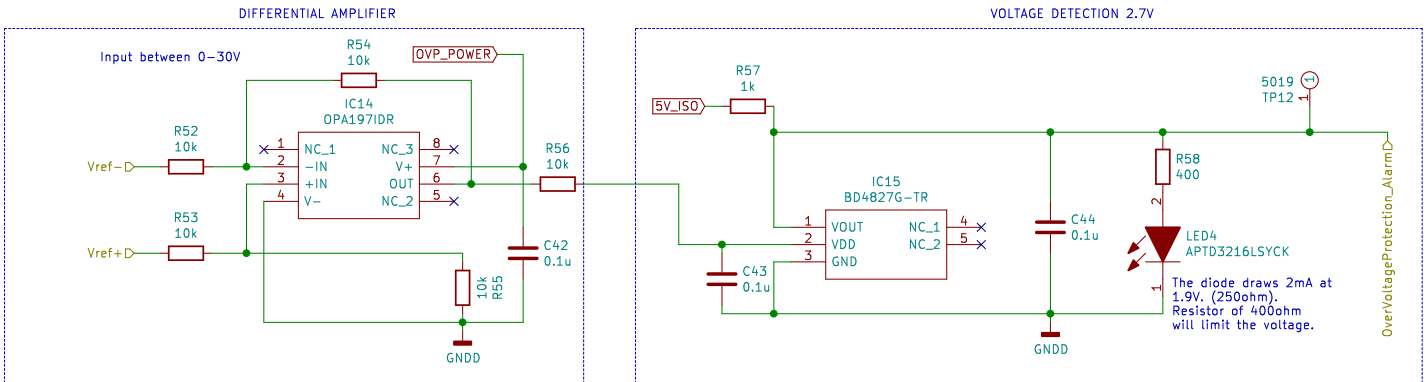 DIFFERENTIAL AMPLIFIER
Input between 0-30V
R54
10k
OVP_POWER
IC14
OPA197IDR
R52
10k
Vref-
1
2
3
4
NC_1
-IN
+IN
V-
NC_3
V+
OUT
NC_2
8
7
6
5
R56
10k
R53
10k
Vref+
10k
R55
C42
0.1u
GNDD
VOLTAGE DETECTION 2.7V
R57
1k
5V_ISO
5019
TP12
1
1
R58
400
IC15
BD4827G-TR
1
2
3
VOUT
VDD
GND
NC_1
NC_2
4
5
C43
0.1u
C44
0.1u
2
LED4
APTD3216LSYCK
1
The diode draws 2mA at
1.9V. (250ohm).
Resistor of 400ohm
will limit the voltage.
GNDD
OverVoltageProtection_Alarm